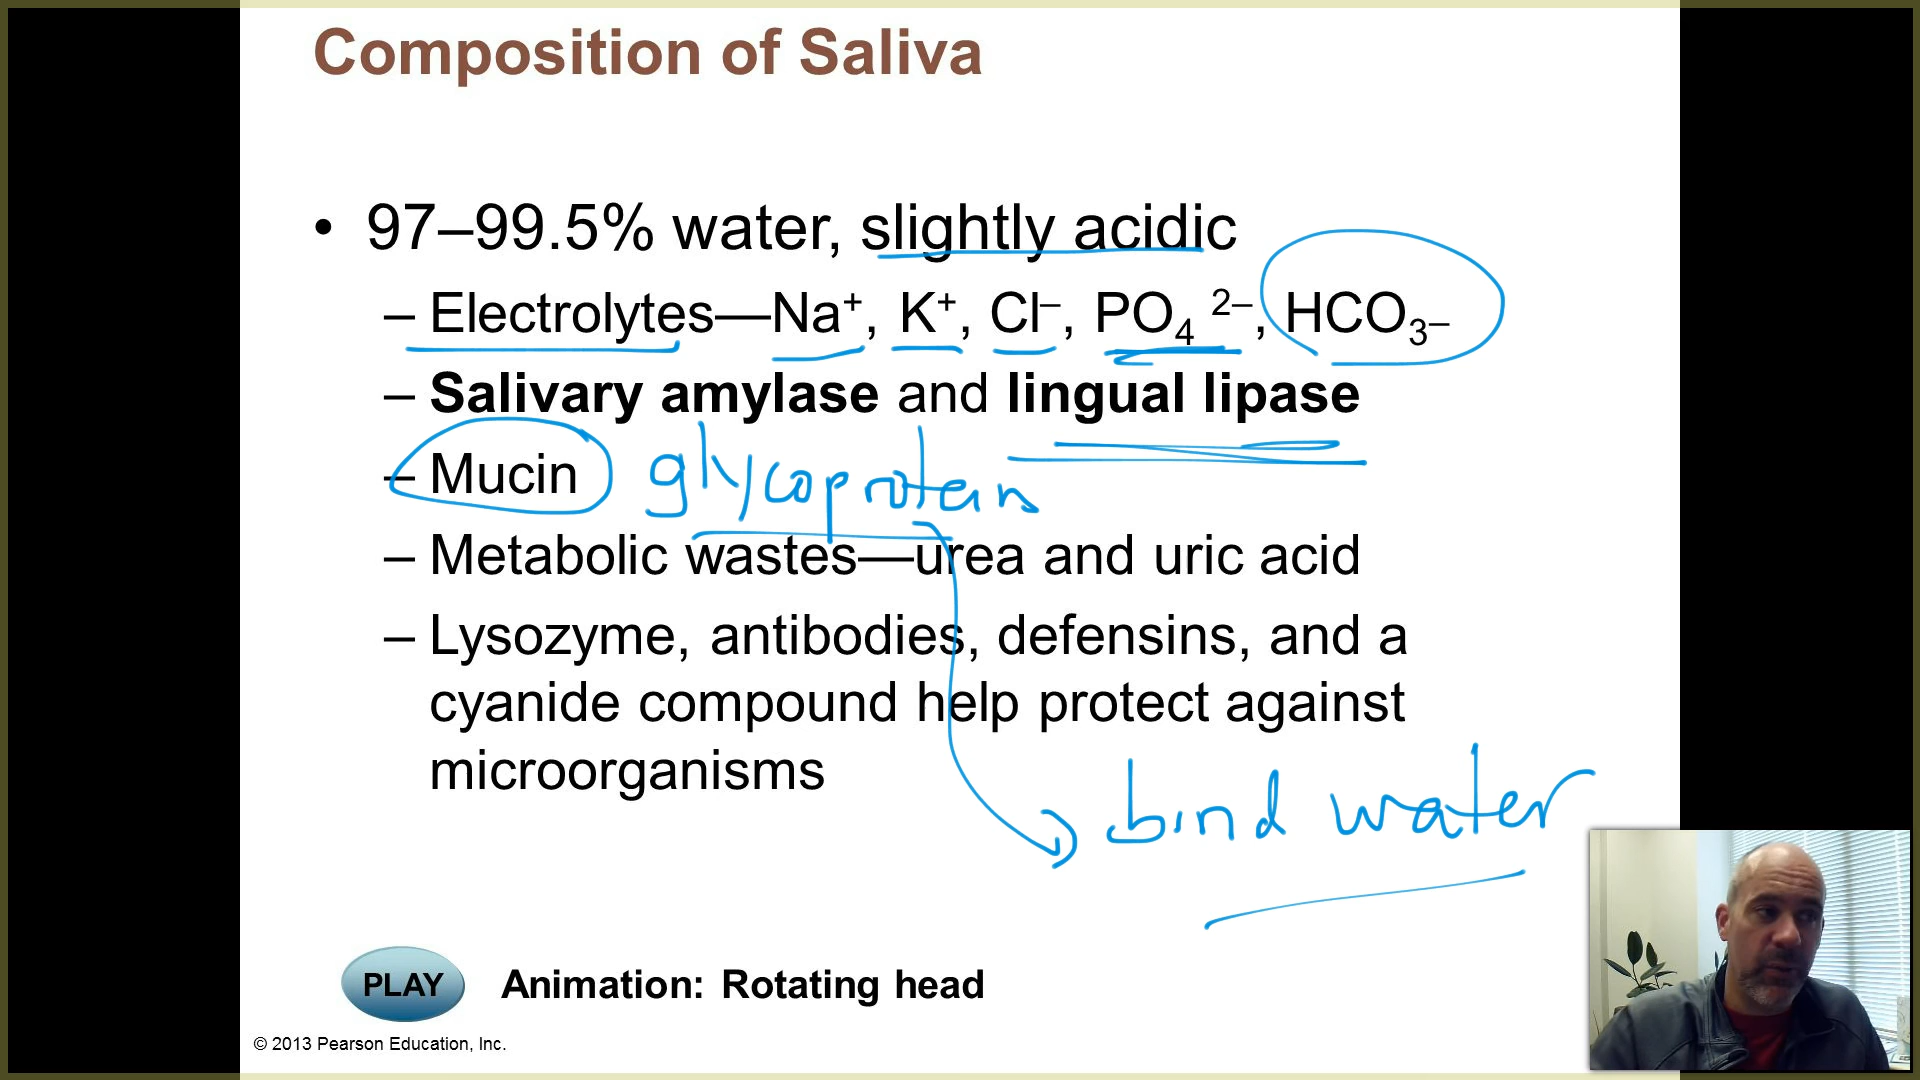 Composition of Saliva
• 97–99.5% water, slightly acidic
– Electrolytes—Na⁺, K⁺, Cl⁻, PO₄ ²⁻, HCO₃₋
– Salivary amylase and lingual lipase
– Mucin glycoprotein
– Metabolic wastes—urea and uric acid
– Lysozyme, antibodies, defensins, and a
cyanide compound help protect against
microorganisms
bind water
PLAY Animation: Rotating head
© 2013 Pearson Education, Inc.